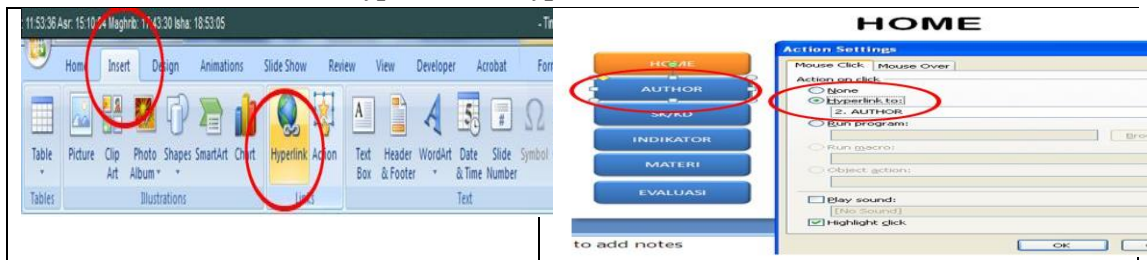 : 11:53:36 Asr: 15:10:04 Maghrib: 17:43:30 Isha: 18:53:05
Home Insert Design Animations Slide Show Review View Developer Acrobat
Table Picture Clip Art Photo Album Shapes SmartArt Chart Hyperlink Action Text Box Header & Footer WordArt Date & Time Slide Number Symbol
Tables Illustrations Links Text
HOME
HOME
AUTHOR
SK/KD
INDIKATOR
MATERI
EVALUASI
to add notes
Action Settings
Mouse Click Mouse Over
Action on click
None
Hyperlink to:
2. AUTHOR
Run program:
Run macro:
Object action:
Play sound:
[No Sound]
Highlight click
OK